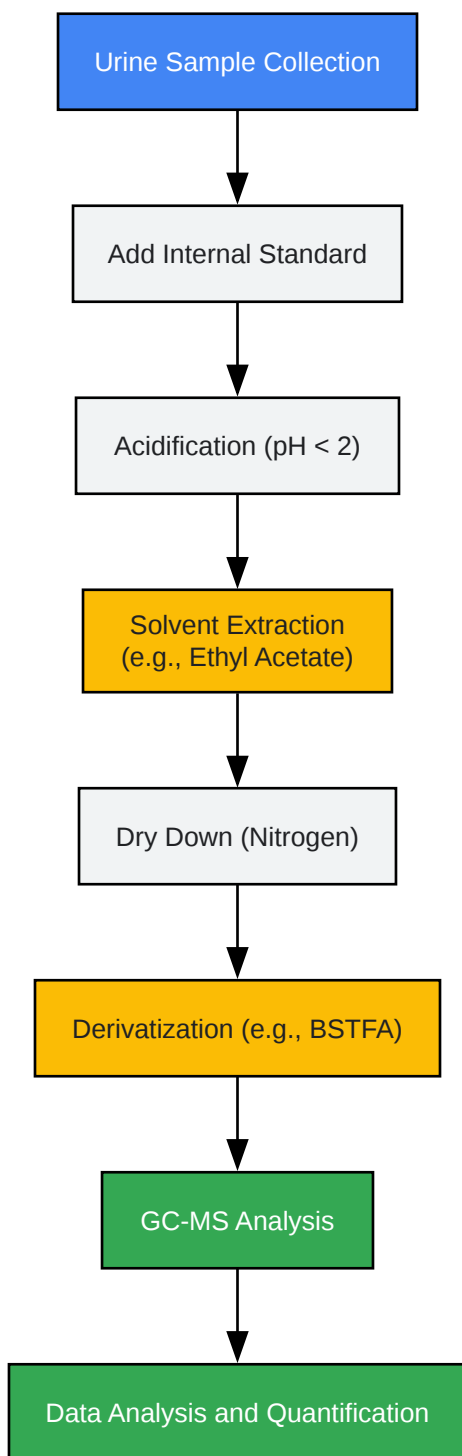 Urine Sample Collection
Add Internal Standard
Acidification (pH < 2)
Solvent Extraction
(e.g., Ethyl Acetate)
Dry Down (Nitrogen)
Derivatization (e.g., BSTFA)
GC-MS Analysis
Data Analysis and Quantification